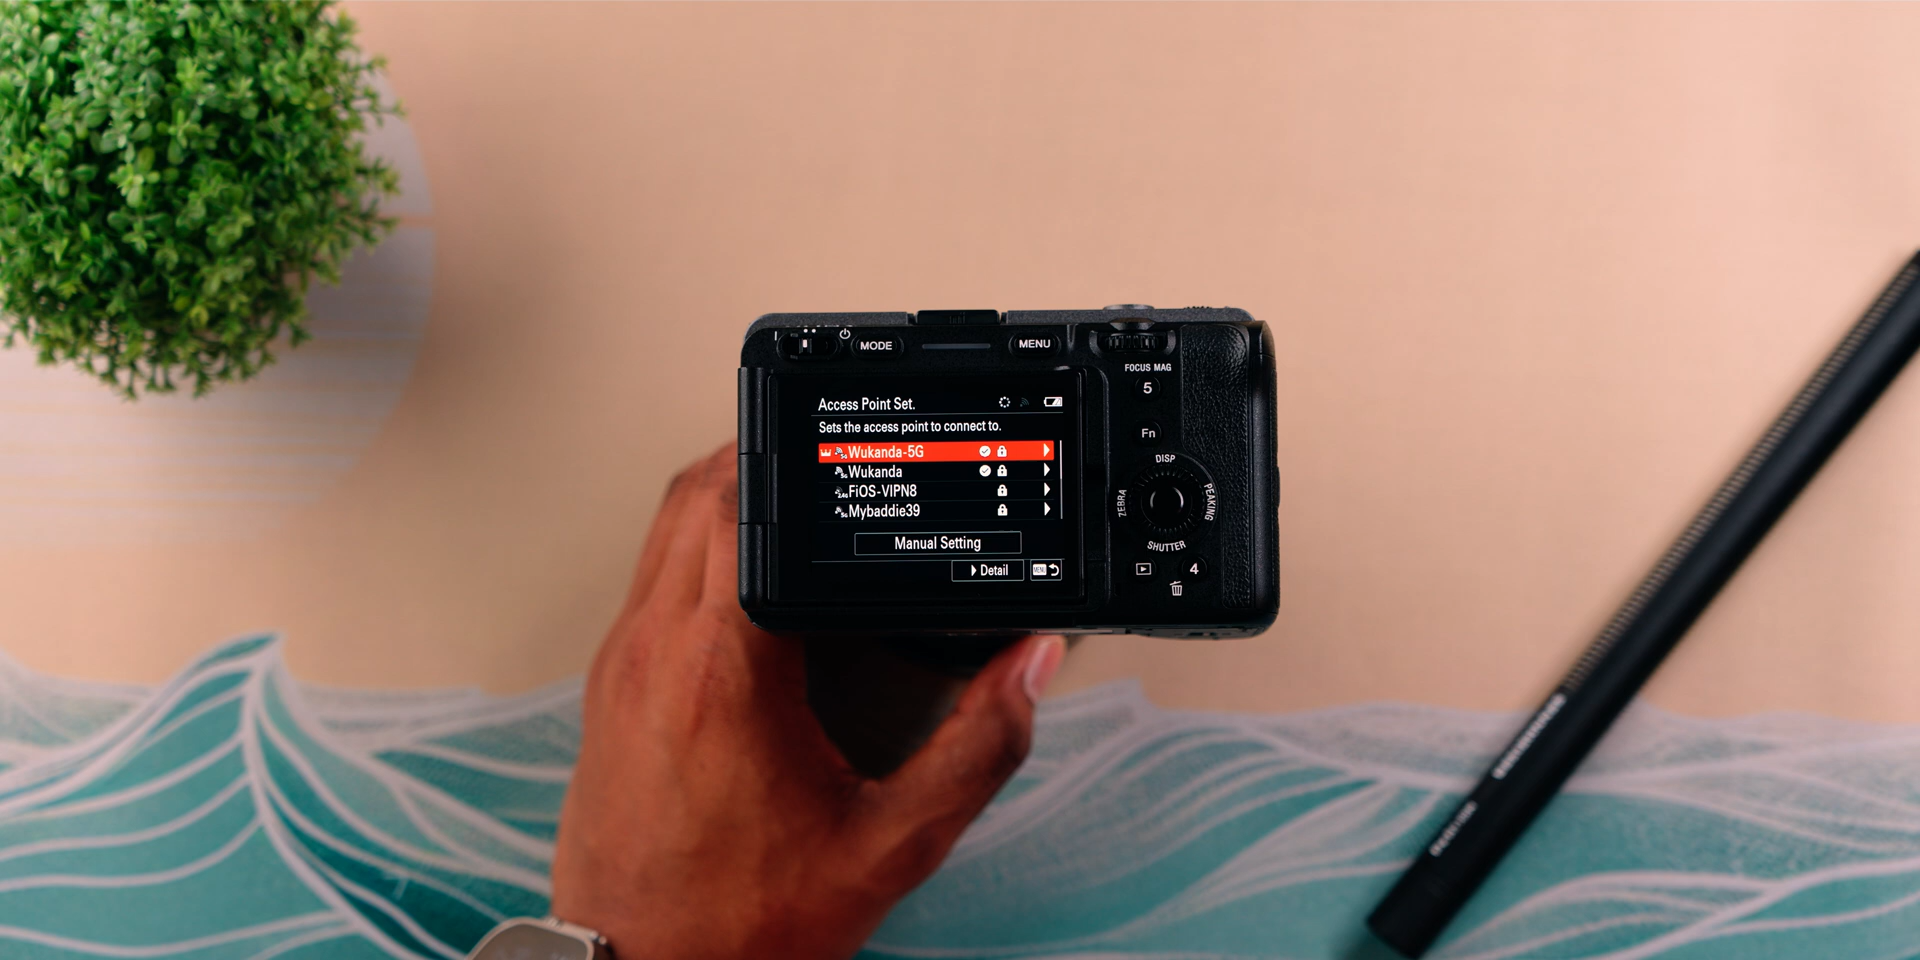 MODE
MENU
FOCUS MAG
5
Fn
DISP
ZEBRA
PEAKING
SHUTTER
4
Access Point Set.
Sets the access point to connect to.
Wukanda-5G
Wukanda
FiOS-VIPN8
Mybaddie39
Manual Setting
Detail
MENU